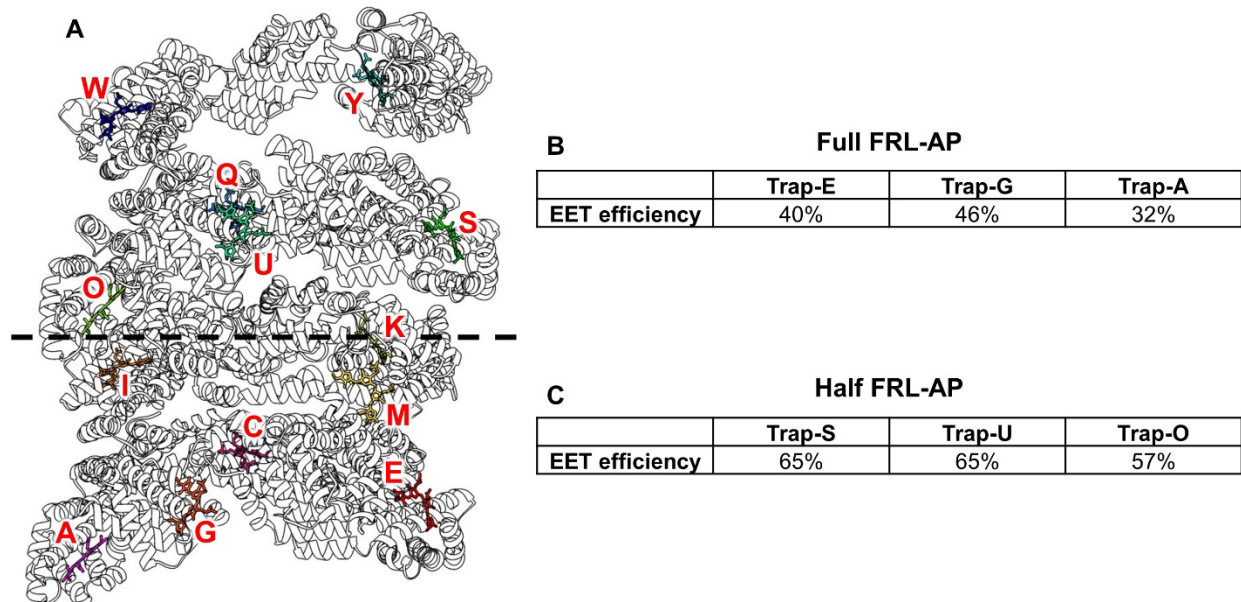 A
W
Y
Q
S
U
O
K
I
M
C
E
G
A
B
Full FRL-AP
Trap-E Trap-G Trap-A
EET efficiency 40% 46% 32%
C
Half FRL-AP
Trap-S Trap-U Trap-O
EET efficiency 65% 65% 57%